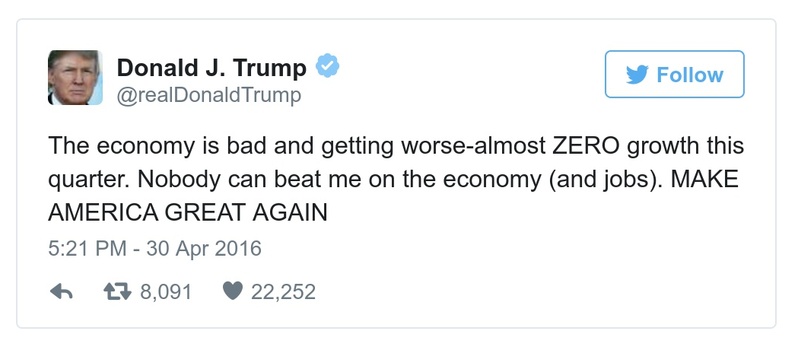 Donald J. Trump
@realDonaldTrump
Follow
The economy is bad and getting worse-almost ZERO growth this
quarter. Nobody can beat me on the economy (and jobs). MAKE
AMERICA GREAT AGAIN
5:21 PM - 30 Apr 2016
8,091 22,252